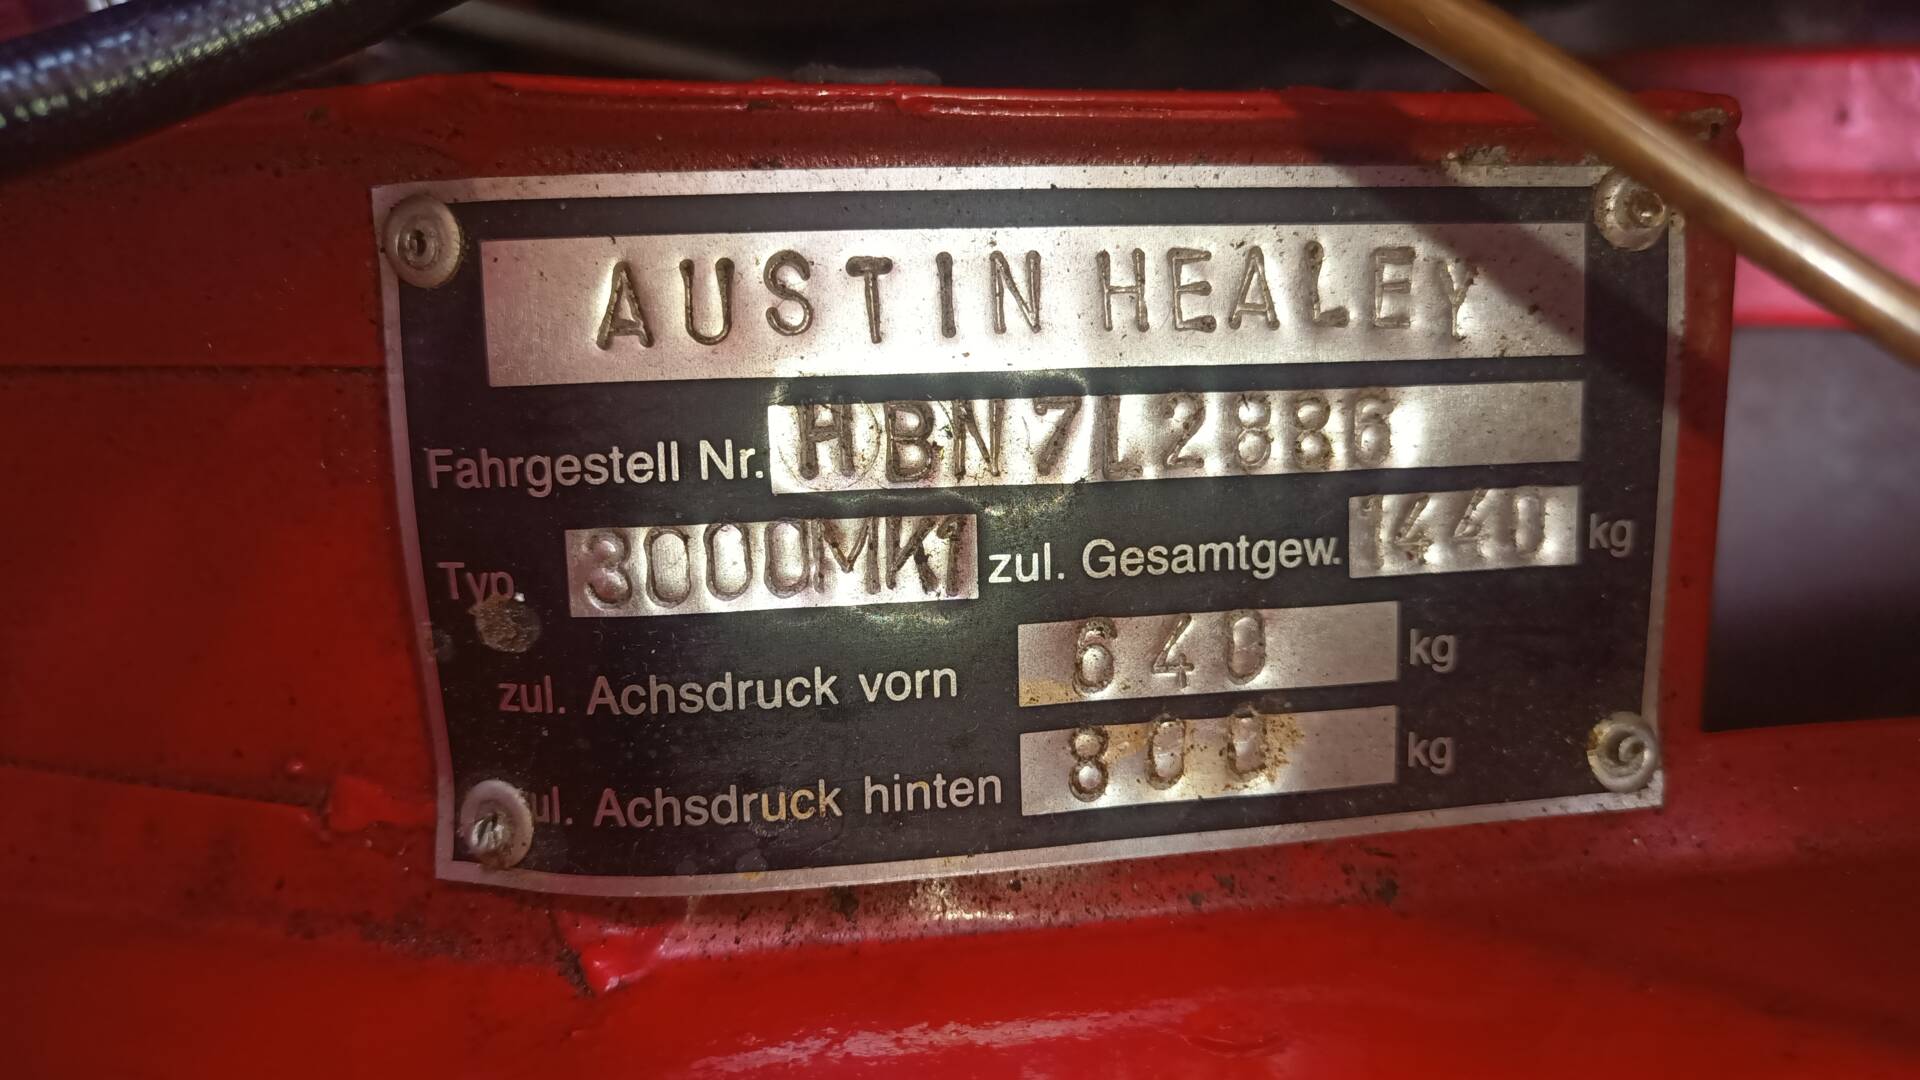 AUSTIN HEALEY
Fahrgestell Nr. HBN7L2886
Typ. 3000MK1 zul. Gesamtgew. 1440 kg
zul. Achsdruck vorn 640 kg
zul. Achsdruck hinten 800 kg